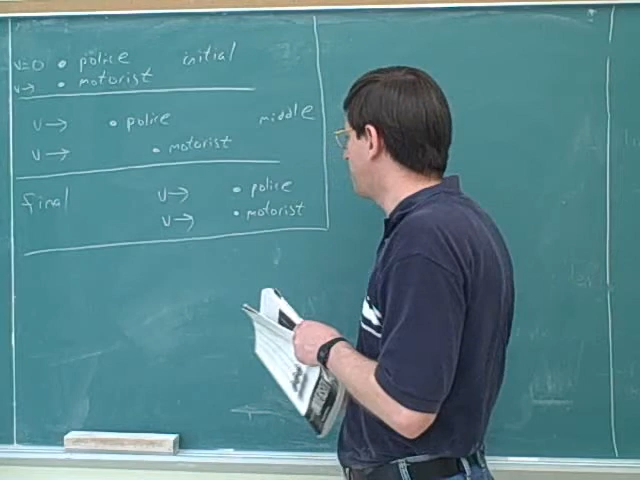 v=0 • police initial
v→ • motorist
v→ • police middle
v→ • motorist
final v→ • police
v→ • motorist